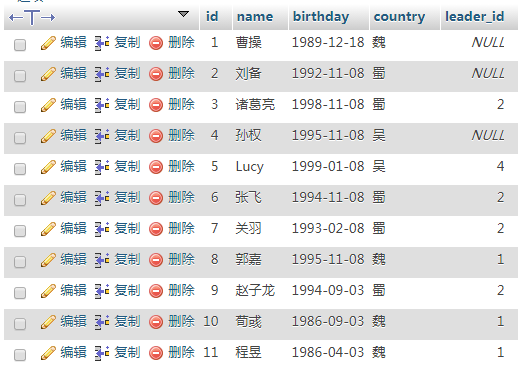 id name birthday country leader_id
编辑 复制 删除 1 曹操 1989-12-18 魏 NULL
编辑 复制 删除 2 刘备 1992-11-08 蜀 NULL
编辑 复制 删除 3 诸葛亮 1998-11-08 蜀 2
编辑 复制 删除 4 孙权 1995-11-08 吴 NULL
编辑 复制 删除 5 Lucy 1999-01-08 吴 4
编辑 复制 删除 6 张飞 1994-11-08 蜀 2
编辑 复制 删除 7 关羽 1993-02-08 蜀 2
编辑 复制 删除 8 郭嘉 1995-11-08 魏 1
编辑 复制 删除 9 赵子龙 1994-09-03 蜀 2
编辑 复制 删除 10 荀彧 1986-09-03 魏 1
编辑 复制 删除 11 程昱 1986-04-03 魏 1